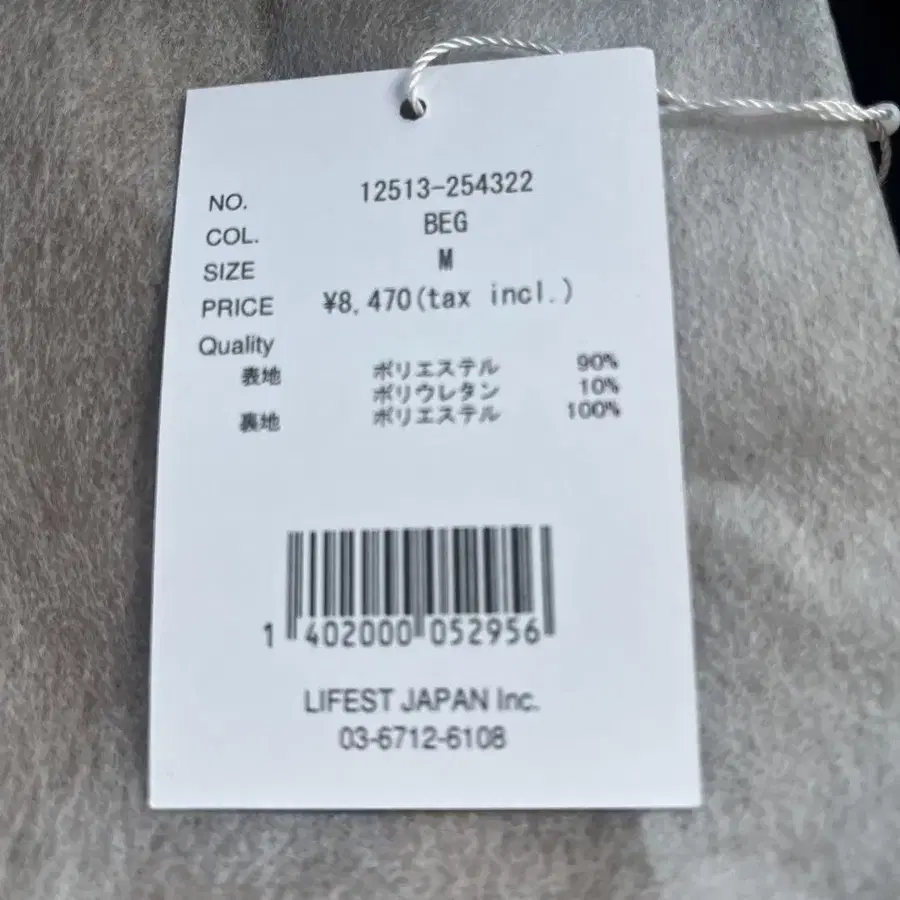 NO. 12513-254322
COL. BEG
SIZE M
PRICE ¥8,470(tax incl.)
Quality
表地 ポリエステル 90%
ポリウレタン 10%
裏地 ポリエステル 100%
1 402000 052956
LIFEST JAPAN Inc.
03-6712-6108